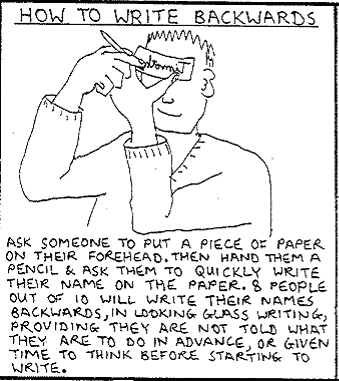 HOW TO WRITE BACKWARDS
ASK SOMEONE TO PUT A PIECE OF PAPER
ON THEIR FOREHEAD. THEN HAND THEM A
PENCIL & ASK THEM TO QUICKLY WRITE
THEIR NAME ON THE PAPER. 8 PEOPLE
OUT OF 10 WILL WRITE THEIR NAMES
BACKWARDS, IN LOOKING GLASS WRITING,
PROVIDING THEY ARE NOT TOLD WHAT
THEY ARE TO DO IN ADVANCE, OR GIVEN
TIME TO THINK BEFORE STARTING TO
WRITE.